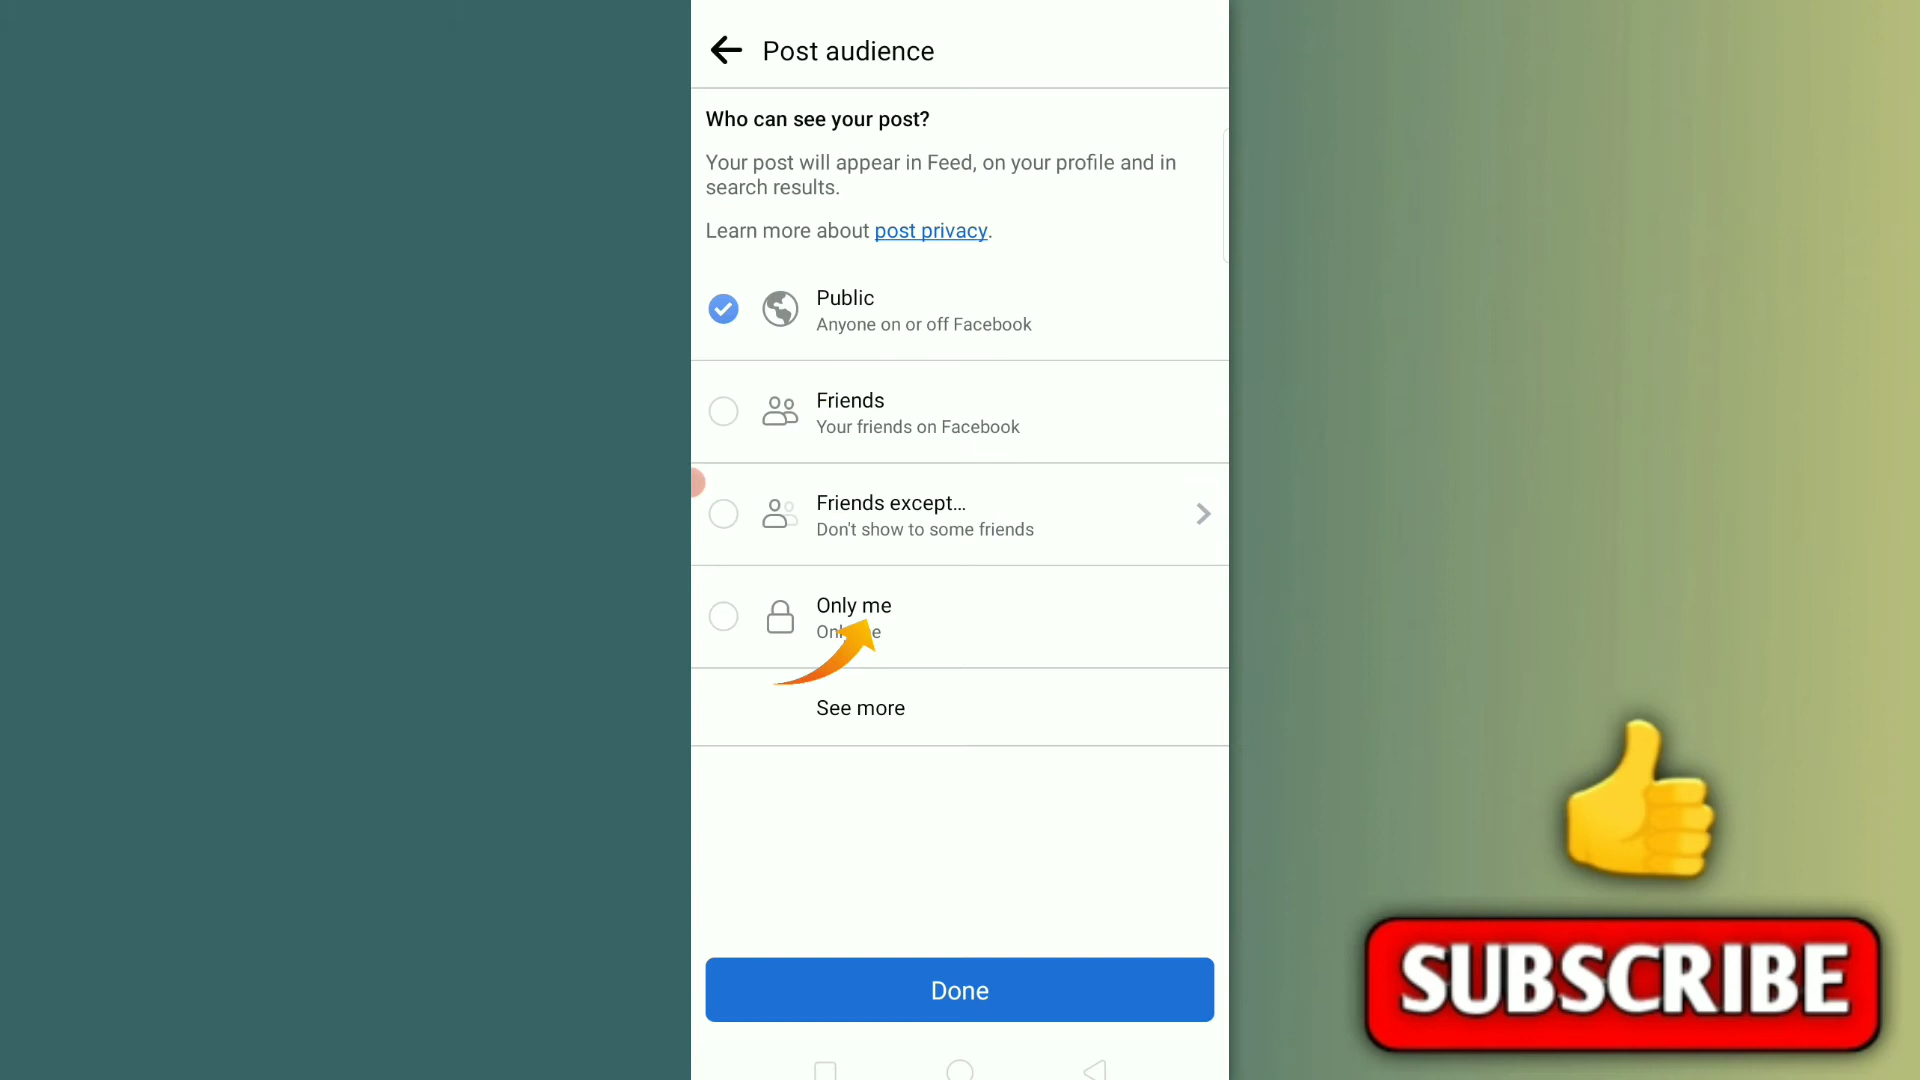 Post audience
Who can see your post?
Your post will appear in Feed, on your profile and in
search results.
Learn more about post privacy.
Public
Anyone on or off Facebook
Friends
Your friends on Facebook
Friends except...
Don't show to some friends
Only me
See more
Done
SUBSCRIBE